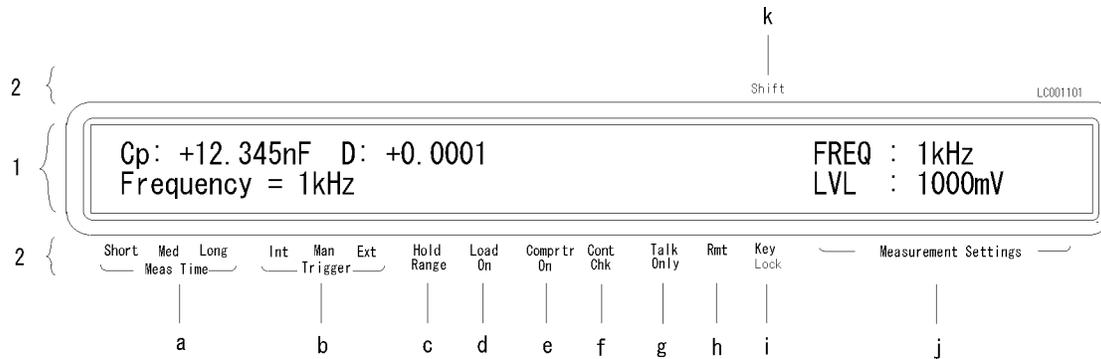 k
2 Shift LC001101
1
Cp: +12.345nF D: +0.0001 FREQ : 1kHz
Frequency = 1kHz LVL : 1000mV
2
Short Med Long Int Man Ext Hold Load Comprtr Cont Talk Rmt Key Measurement Settings
Meas Time Trigger Range On On Chk Only Lock
a b c d e f g h i j